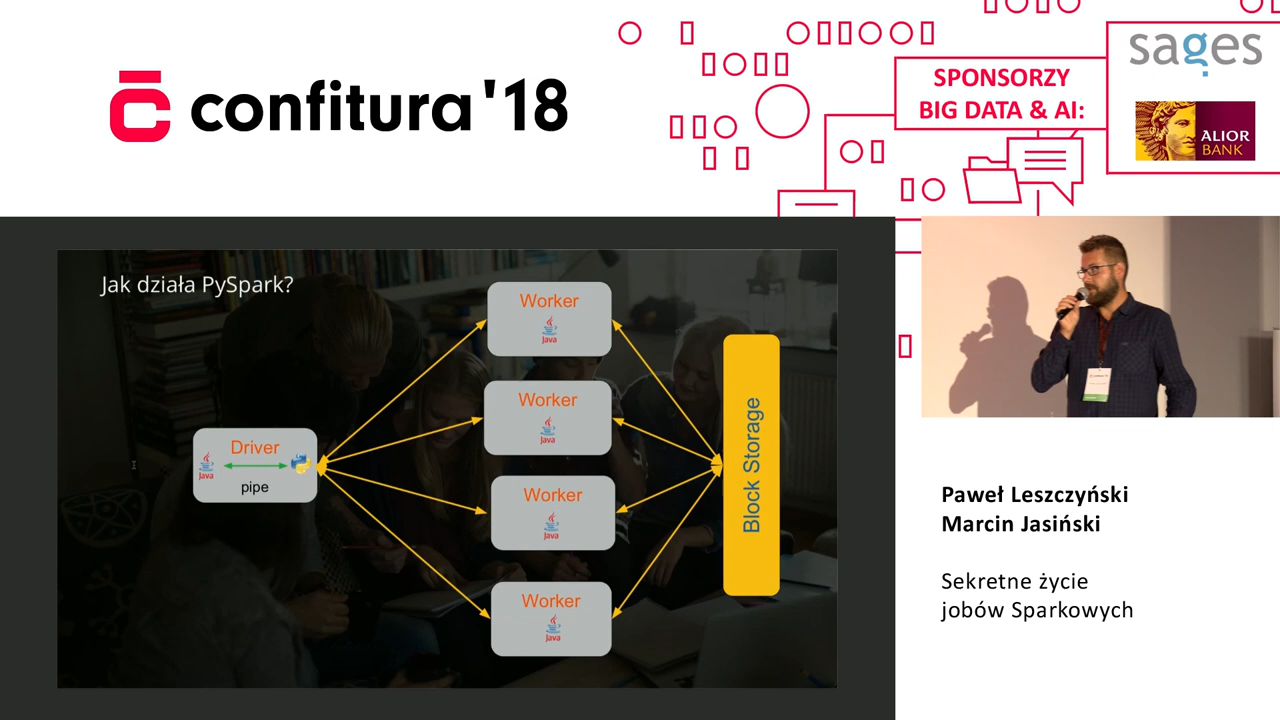 confitura '18
SPONSORZY
BIG DATA & AI:
sages
ALIOR
BANK
Jak działa PySpark?
Worker
Java
Worker
Java
Worker
Java
Worker
Java
Driver
Java
pipe
Block Storage
Paweł Leszczyński
Marcin Jasiński
Sekretne życie
jobów Sparkowych